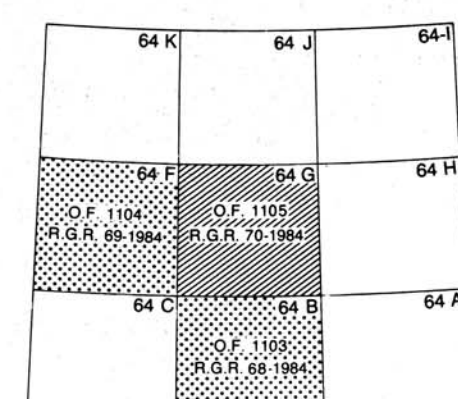 64 K
64 J
64-I
64 F
64 G
64 H
O.F. 1104
R.G.R. 69-1984
O.F. 1105
R.G.R. 70-1984
64 C
64 B
64 A
O.F. 1103
R.G.R. 68-1984